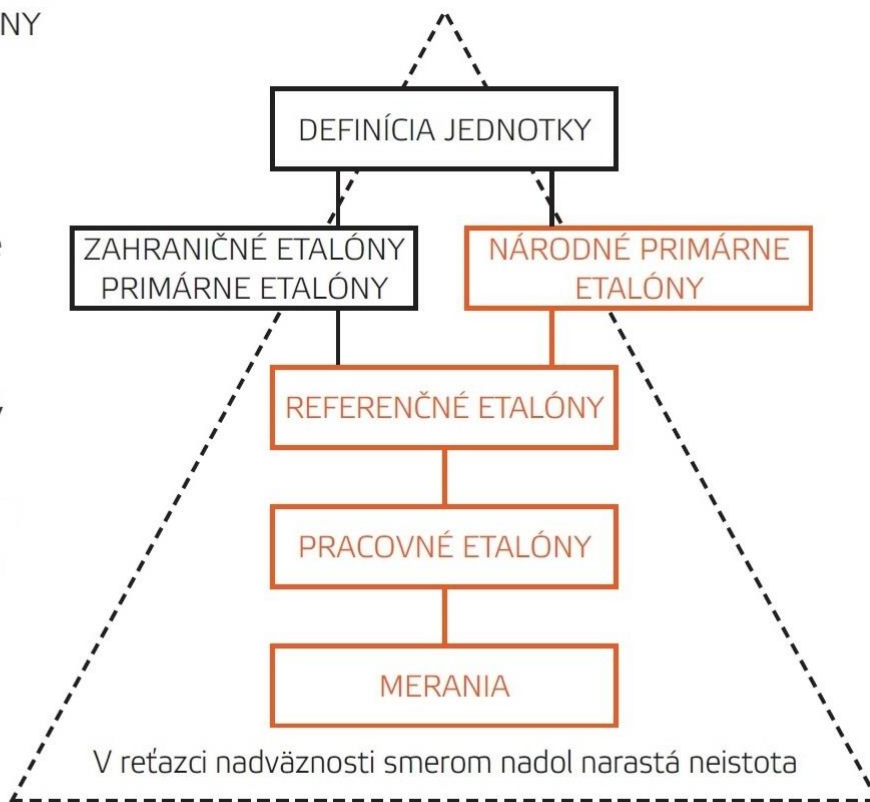 NY
DEFINÍCIA JEDNOTKY
ZAHRANIČNÉ ETALÓNY
PRIMÁRNE ETALÓNY
NÁRODNÉ PRIMÁRNE
ETALÓNY
REFERENČNÉ ETALÓNY
PRACOVNÉ ETALÓNY
MERANIA
V reťazci nadväznosti smerom nadol narastá neistota